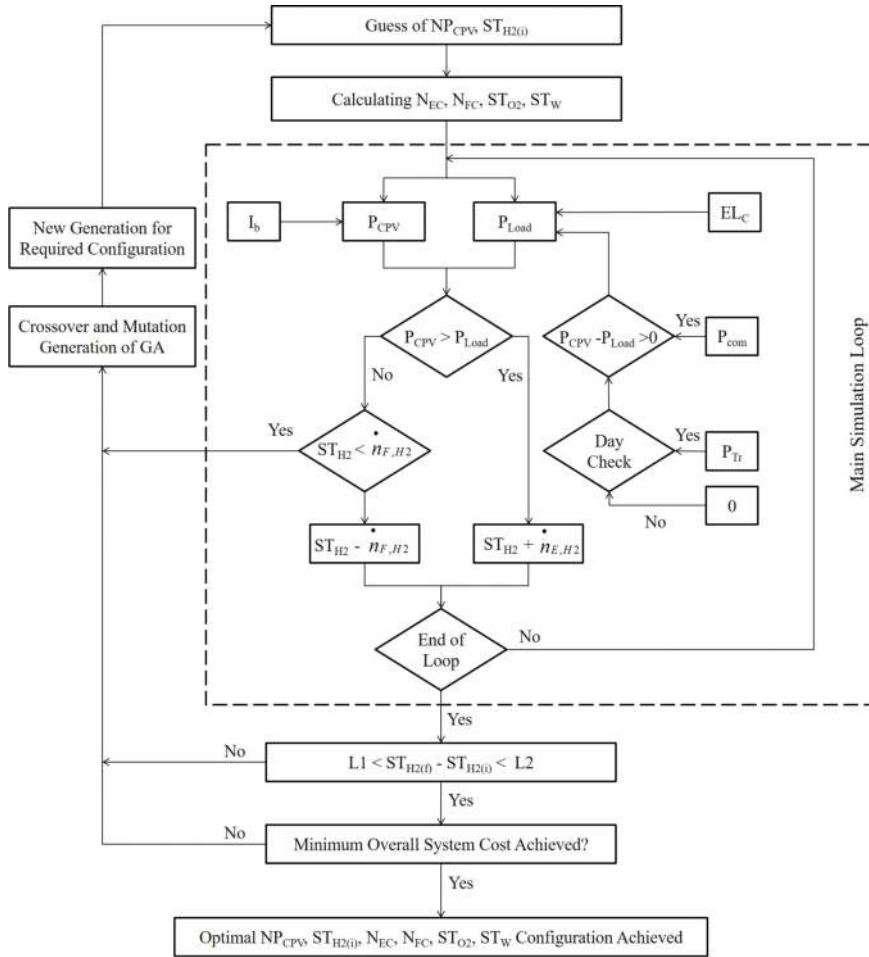 Guess of NP_CPV, ST_H2(i)
Calculating N_EC, N_FC, ST_O2, ST_W
I_b
P_CPV
P_Load
EL_C
New Generation for
Required Configuration
Crossover and Mutation
Generation of GA
P_CPV > P_Load
P_CPV -P_Load >0
Yes
P_com
No
Yes
Yes
ST_H2 < ṅ_F,H2
Day
Check
Yes
P_Tr
No
0
ST_H2 - ṅ_F,H2
ST_H2 + ṅ_E,H2
End of
Loop
No
Main Simulation Loop
Yes
No
L1 < ST_H2(f) - ST_H2(i) < L2
Yes
No
Minimum Overall System Cost Achieved?
Yes
Optimal NP_CPV, ST_H2(i), N_EC, N_FC, ST_O2, ST_W Configuration Achieved